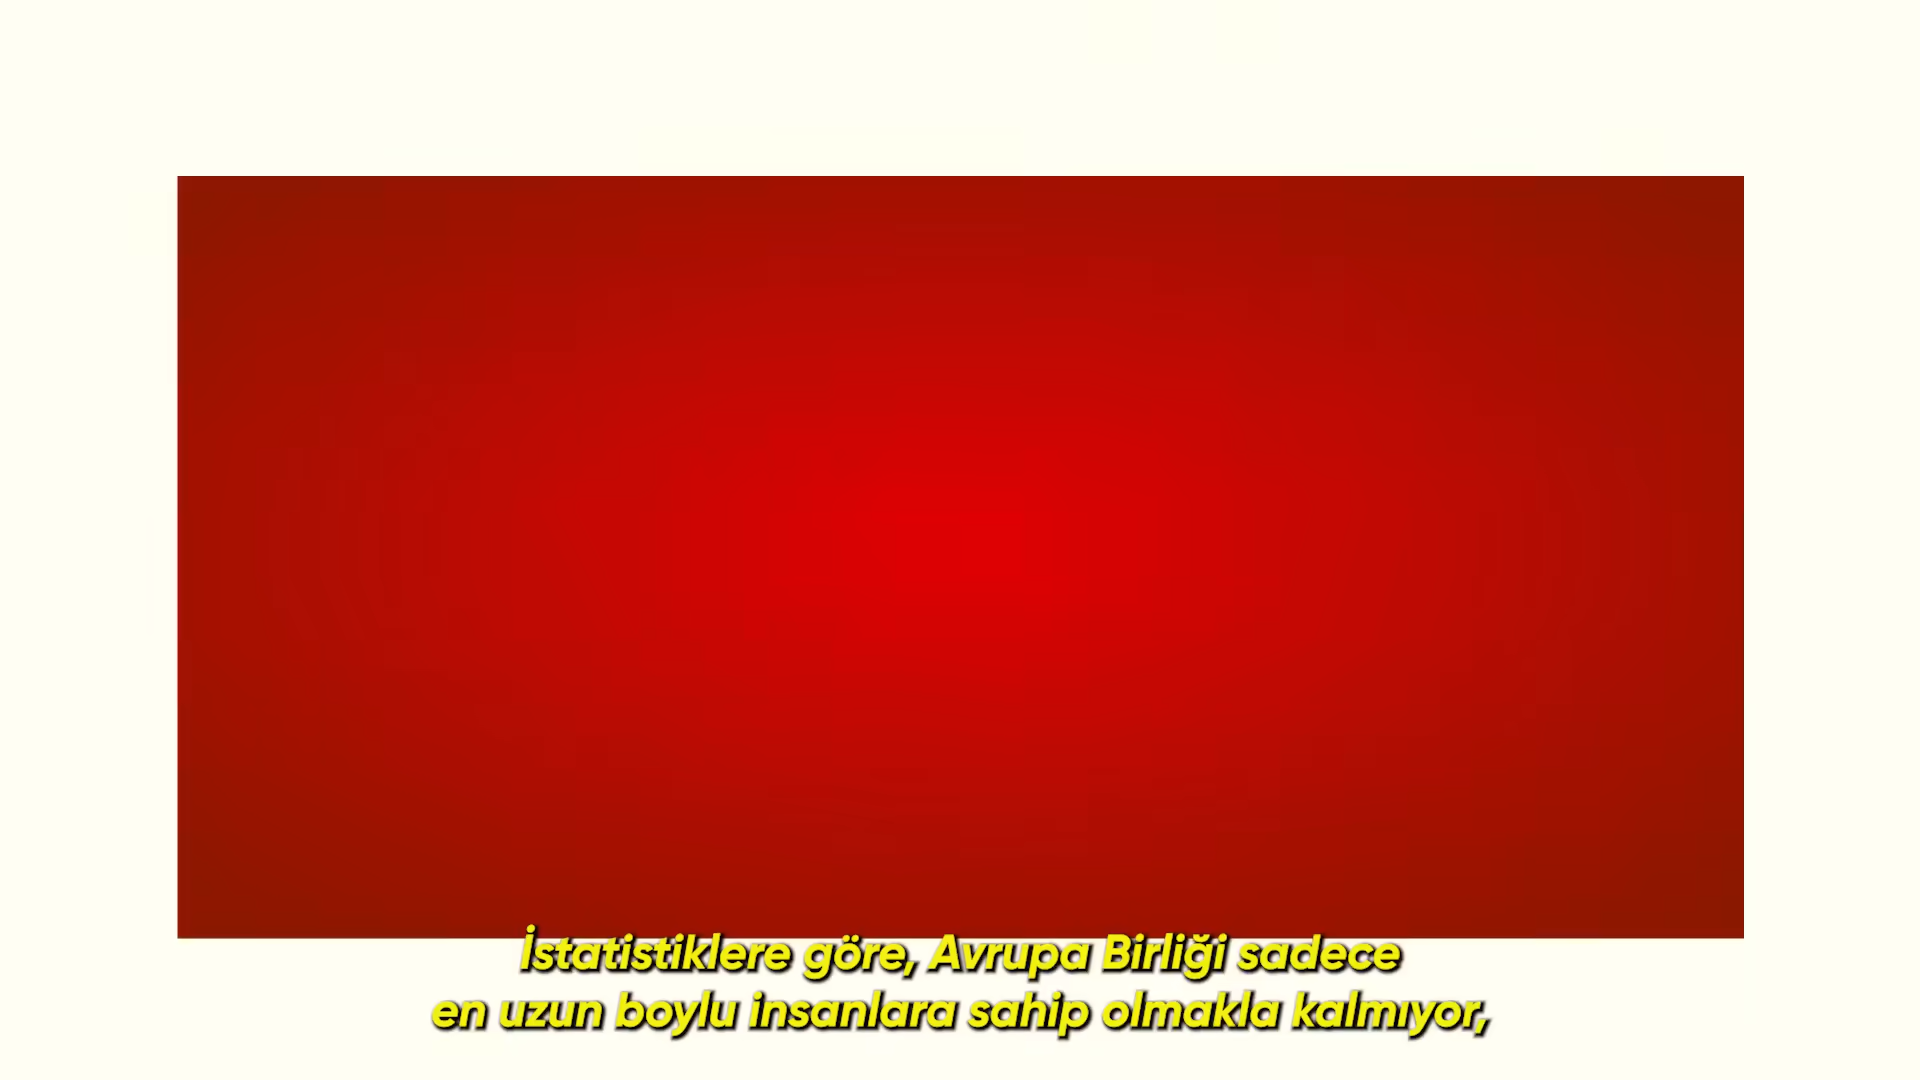 İstatistiklere göre, Avrupa Birliği sadece
en uzun boylu insanlara sahip olmakla kalmıyor,